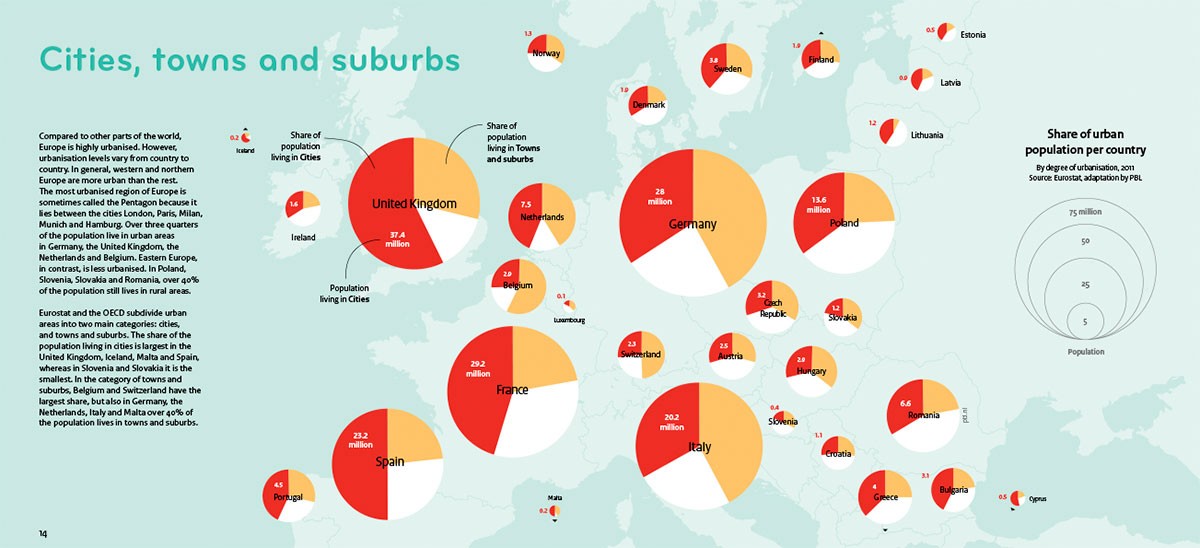 Cities, towns and suburbs
Compared to other parts of the world,
Europe is highly urbanised. However,
urbanisation levels vary from country to
country. In general, western and northern
Europe are more urban than the rest.
The most urbanised region of Europe is
sometimes called the Pentagon because it
lies between the cities London, Paris, Milan,
Munich and Hamburg. Over three quarters
of the population live in urban areas
in Germany, the United Kingdom, the
Netherlands and Belgium. Eastern Europe,
in contrast, is less urbanised. In Poland,
Slovenia, Slovakia and Romania, over 40%
of the population still lives in rural areas.
Eurostat and the OECD subdivide urban
areas into two main categories: cities,
and towns and suburbs. The share of the
population living in cities is largest in the
United Kingdom, Iceland, Malta and Spain,
whereas in Slovenia and Slovakia it is the
smallest. In the category of towns and
suburbs, Belgium and Switzerland have the
largest share, but also in Germany, the
Netherlands, Italy and Malta over 40% of
the population lives in towns and suburbs.
14
0.2
Iceland
Share of
population
living in Cities
Share of
population
living in Towns
and suburbs
United Kingdom
37.4
million
Population
living in Cities
1.6
Ireland
1.3
Norway
3.8
Sweden
1.9
Finland
0.5
Estonia
0.9
Latvia
1.2
Lithuania
Denmark
7.5
Netherlands
28
million
Germany
13.6
million
Poland
Belgium
0.1
Luxembourg
3.2
Czech
Republic
1.2
Slovakia
2.3
Switzerland
2.5
Austria
Hungary
29.2
million
France
20.2
million
Italy
0.4
Slovenia
1.1
Croatia
6.6
Romania
pbl.nl
23.2
million
Spain
4.5
Portugal
0.2
Malta
4
Greece
3.1
Bulgaria
0.5
Cyprus
Share of urban
population per country
By degree of urbanisation, 2011
Source: Eurostat, adaptation by PBL
75 million
50
25
5
Population